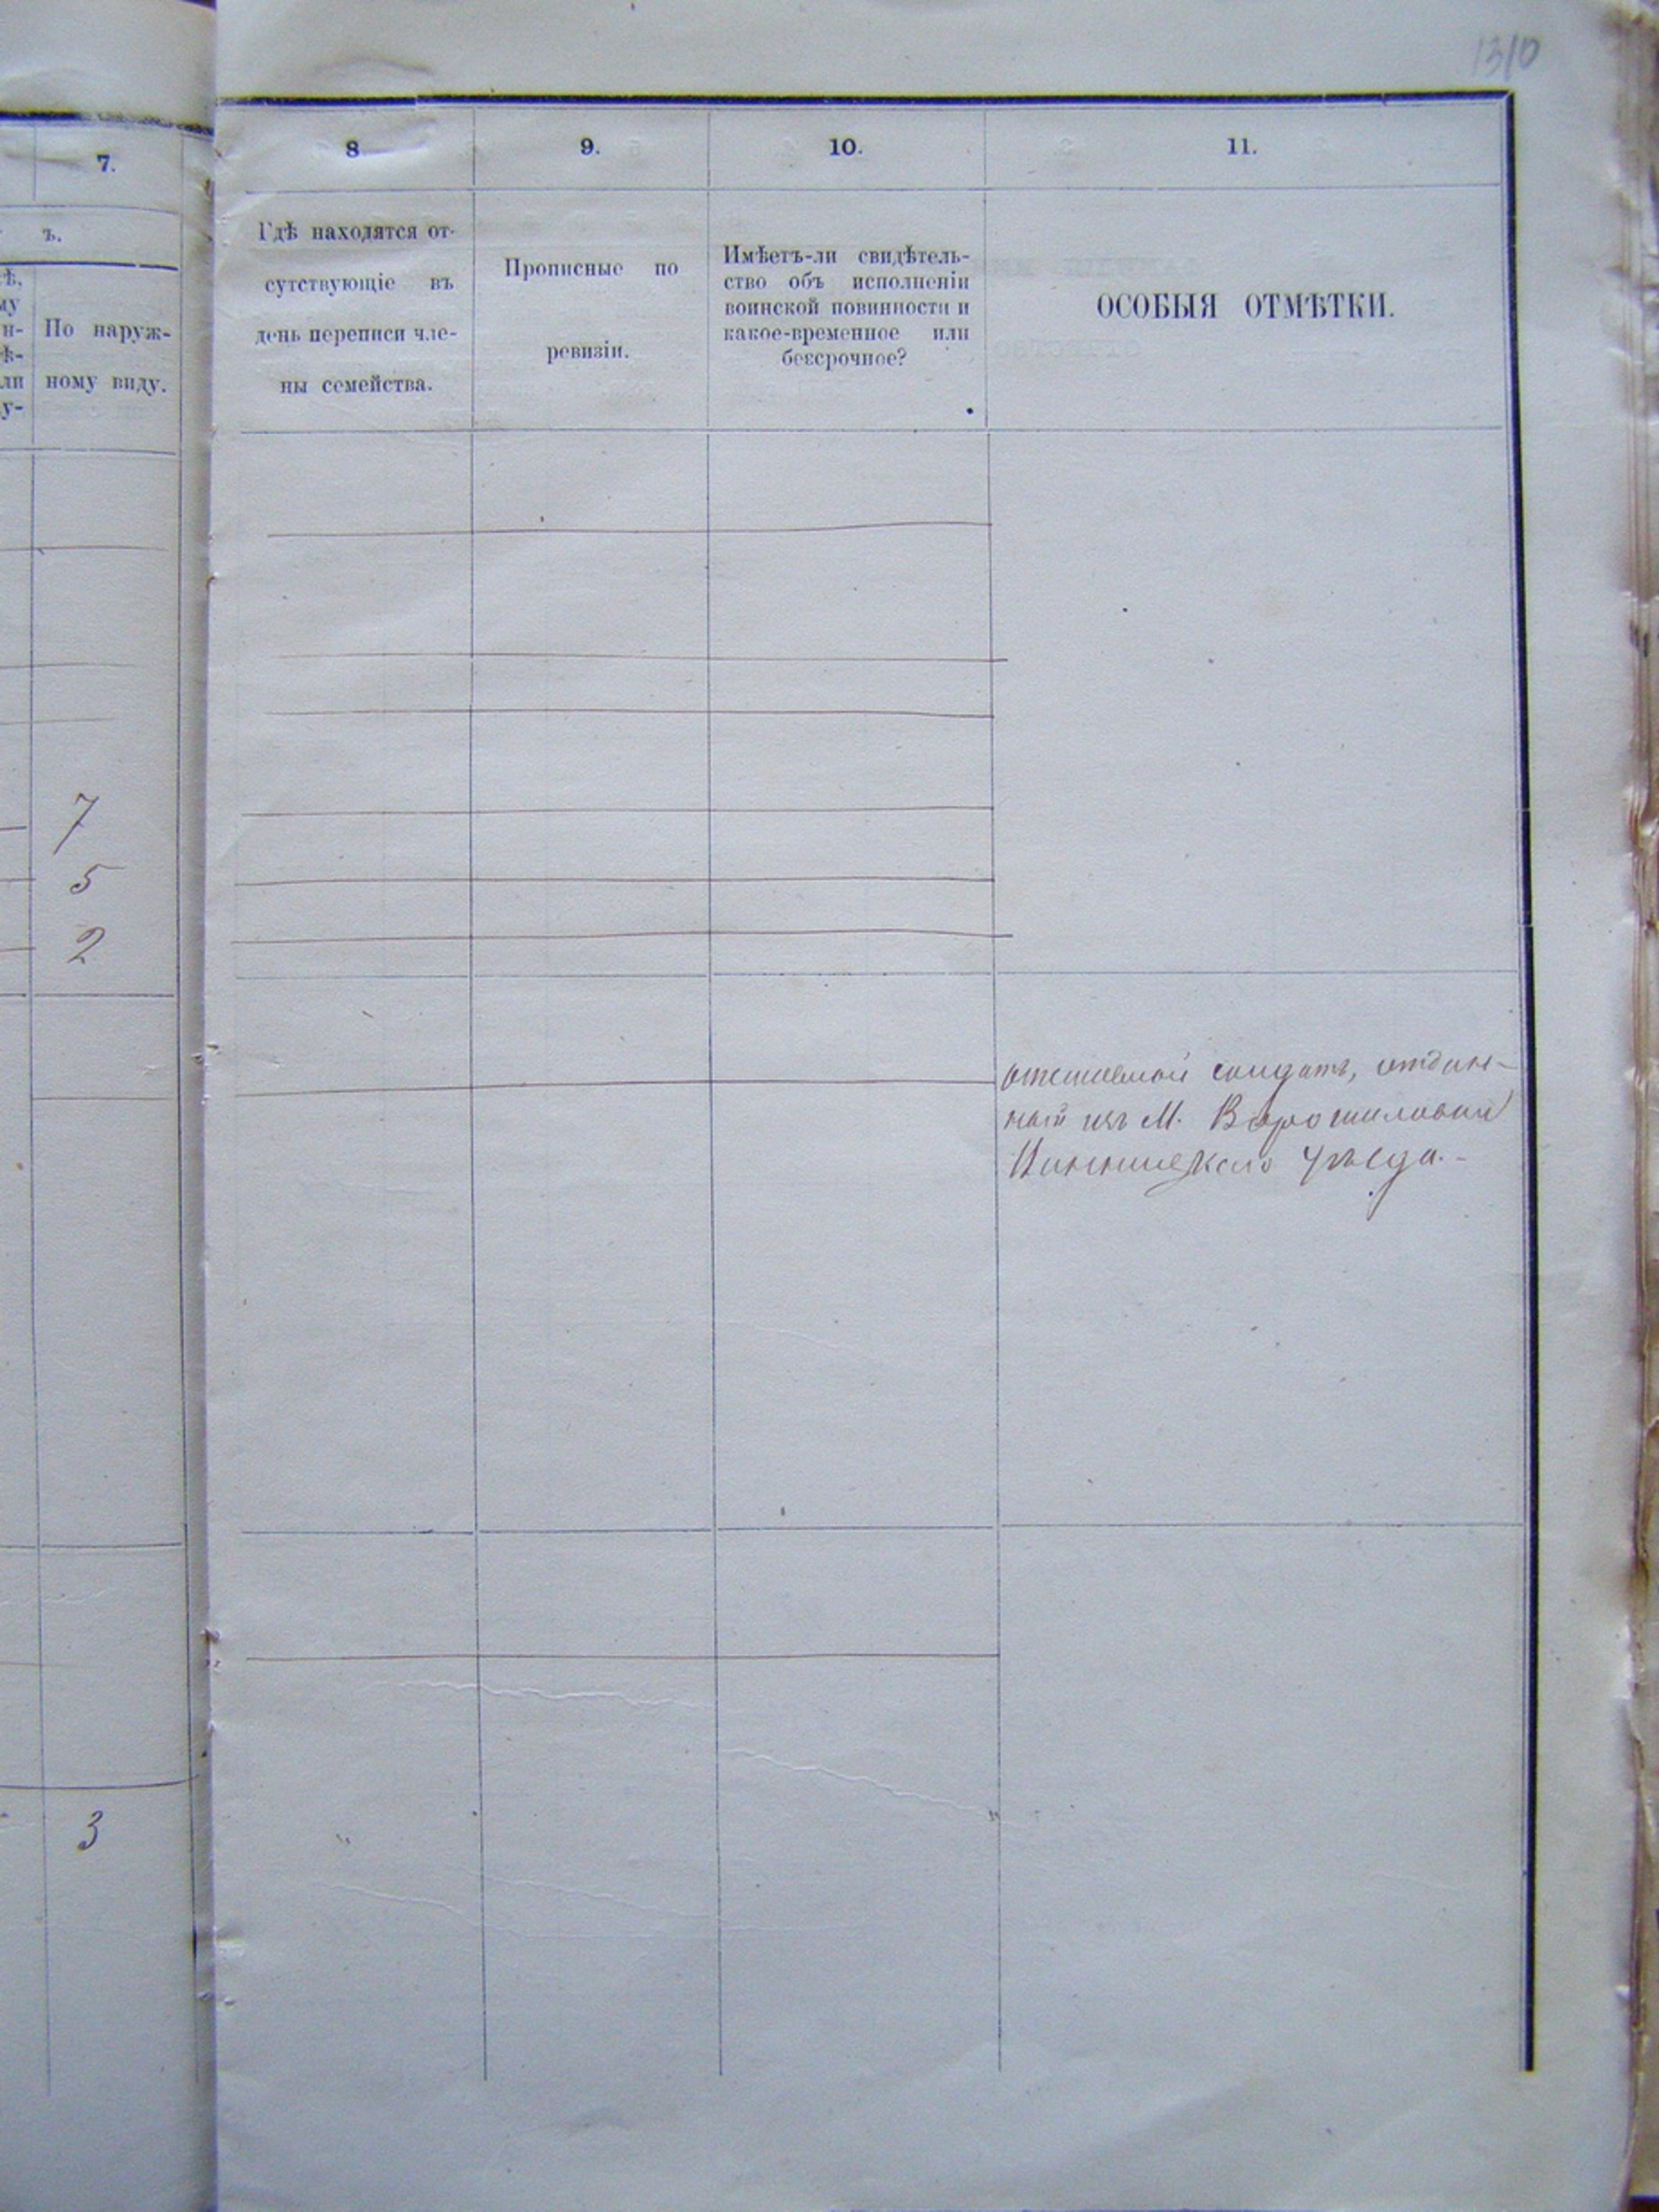 1310
7.
ъ.
ѣ,
му
н-
ѣ-
ли
у-
По наруж-
ному виду.
7
5
2
3
8
9.
10.
11.
Гдѣ находятся от-
сутствующіе въ
день переписи чле-
ны семейства.
Прописные по
ревизіи.
Имѣетъ-ли свидѣтель-
ство объ исполненіи
воинской повинности и
какое-временное или
безсрочное?
ОСОБЫЯ ОТМѢТКИ.
отставной солдатъ,
изъ М. Ворошиловки
Винницкаго уѣзда.-